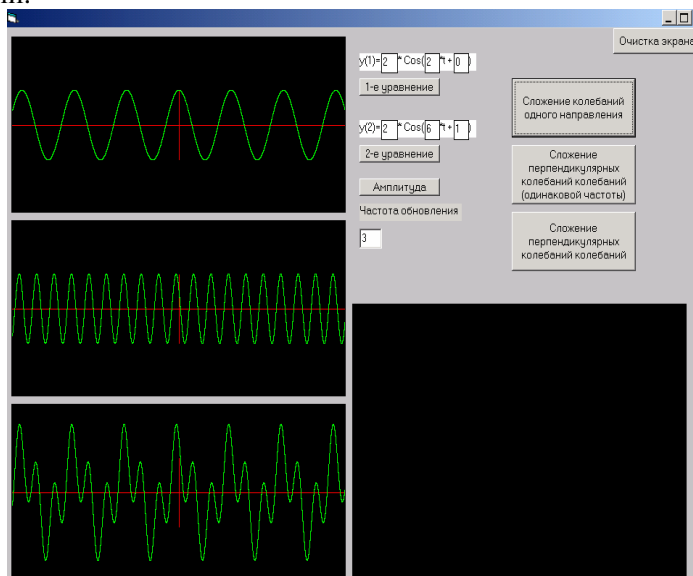 m.
Очистка экрана
y(1)= 2 * Cos( 2 *t + 0 )
1-е уравнение
y(2)= 2 * Cos( 6 *t + 1 )
2-е уравнение
Амплитуда
Частота обновления
3
Сложение колебаний
одного направления
Сложение
перпендикулярных
колебаний колебаний
(одинаковой частоты)
Сложение
перпендикулярных
колебаний колебаний